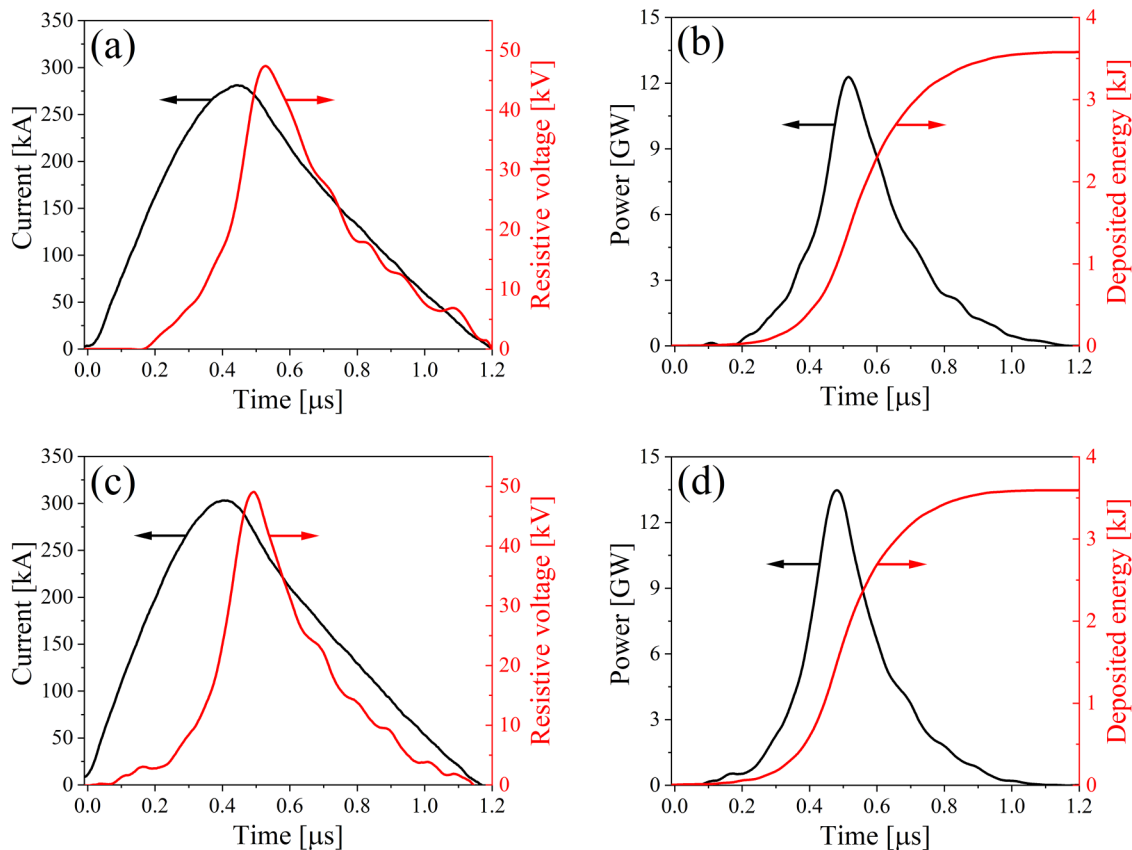 (a)
Current [kA]
350
300
250
200
150
100
50
0
0.0 0.2 0.4 0.6 0.8 1.0 1.2
Time [μs]
50
40
30
20
10
0
Resistive voltage [kV]
(b)
Power [GW]
15
12
9
6
3
0
0.0 0.2 0.4 0.6 0.8 1.0 1.2
Time [μs]
4
3
2
1
0
Deposited energy [kJ]
(c)
Current [kA]
350
300
250
200
150
100
50
0
0.0 0.2 0.4 0.6 0.8 1.0 1.2
Time [μs]
50
40
30
20
10
0
Resistive voltage [kV]
(d)
Power [GW]
15
12
9
6
3
0
0.0 0.2 0.4 0.6 0.8 1.0 1.2
Time [μs]
4
3
2
1
0
Deposited energy [kJ]